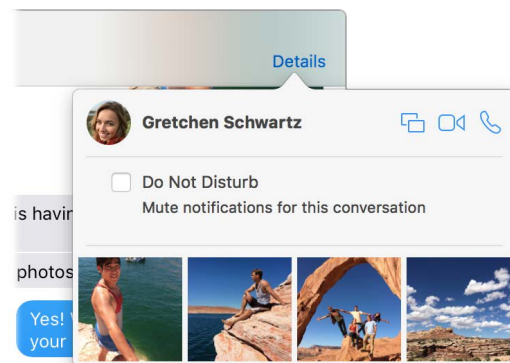 Details
Gretchen Schwartz
Do Not Disturb
Mute notifications for this conversation
is havin
photos
Yes!
your